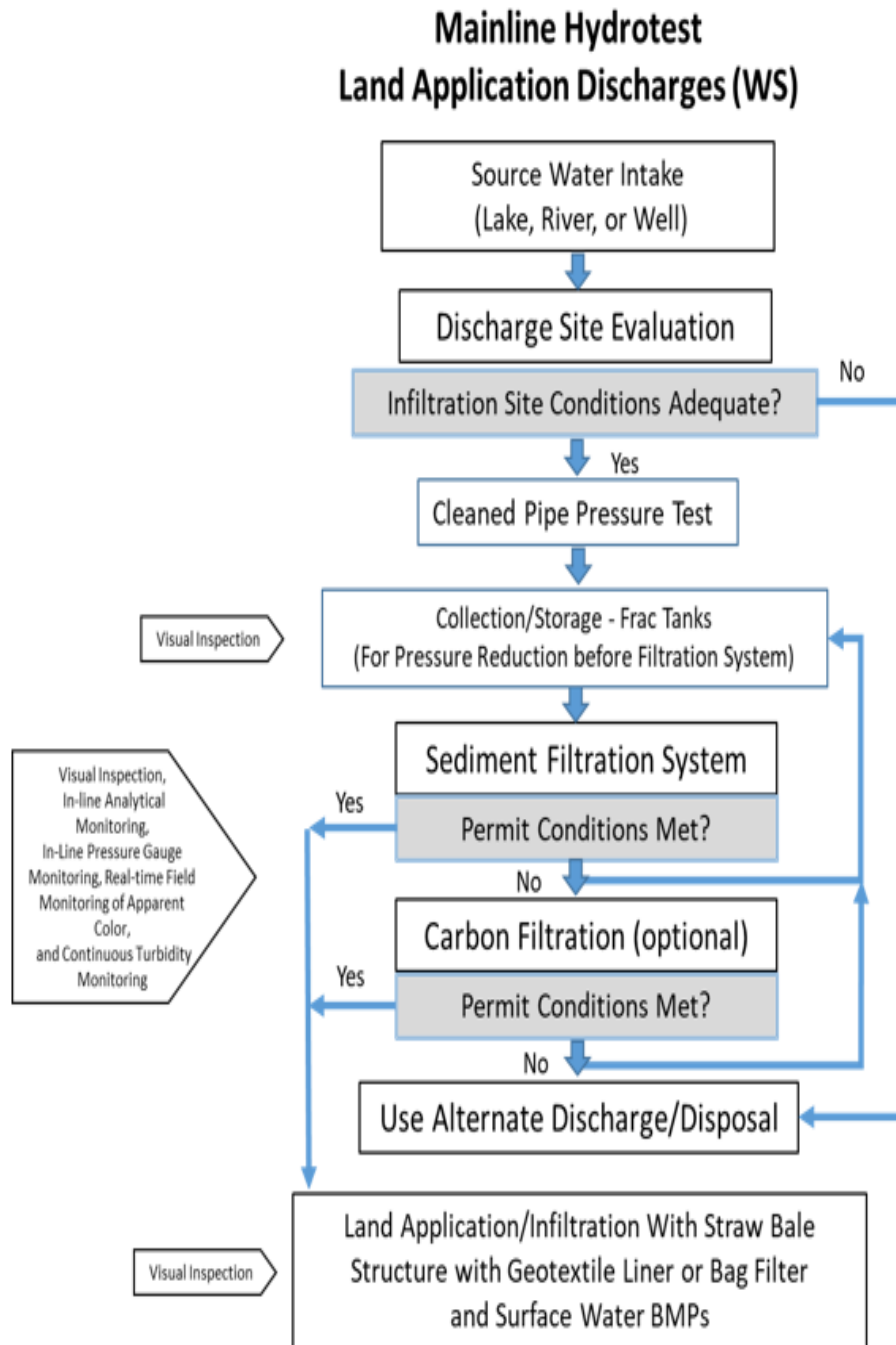 Mainline Hydrotest
Land Application Discharges (WS)
Source Water Intake
(Lake, River, or Well)
Discharge Site Evaluation
No
Infiltration Site Conditions Adequate?
Yes
Cleaned Pipe Pressure Test
Visual Inspection
Collection/Storage - Frac Tanks
(For Pressure Reduction before Filtration System)
Sediment Filtration System
Visual Inspection,
In-line Analytical
Monitoring,
In-Line Pressure Gauge
Monitoring, Real-time Field
Monitoring of Apparent
Color,
and Continuous Turbidity
Monitoring
Yes
Permit Conditions Met?
No
Carbon Filtration (optional)
Yes
Permit Conditions Met?
No
Use Alternate Discharge/Disposal
Visual Inspection
Land Application/Infiltration With Straw Bale
Structure with Geotextile Liner or Bag Filter
and Surface Water BMPs